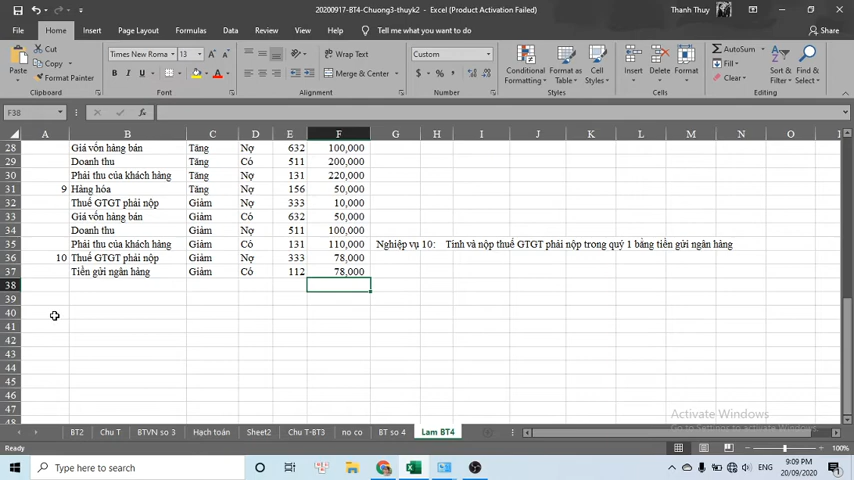 20200917-BT4-Chuong3-thuyk2 - Excel (Product Activation Failed)
Thanh Thuy
File Home Insert Page Layout Formulas Data Review View Help Tell me what you want to do Share
Cut
Copy
Format Painter
Paste
Clipboard
Times New Roma 13
B I U
Font
Wrap Text
Merge & Center
Alignment
Custom
$ % ,
Number
Conditional Formatting
Format as Table
Cell Styles
Styles
Insert Delete Format
Cells
AutoSum
Fill
Clear
Sort & Filter
Find & Select
Editing
F38 fx
A B C D E F G H I J K L M N O
28 Giá vốn hàng bán Tăng Nợ 632 100,000
29 Doanh thu Tăng Có 511 200,000
30 Phải thu của khách hàng Tăng Nợ 131 220,000
31 9 Hàng hóa Tăng Nợ 156 50,000
32 Thuế GTGT phải nộp Giảm Nợ 333 10,000
33 Giá vốn hàng bán Giảm Có 632 50,000
34 Doanh thu Giảm Nợ 511 100,000
35 Phải thu của khách hàng Giảm Có 131 110,000 Nghiệp vụ 10: Tính và nộp thuế GTGT phải nộp trong quý 1 bằng tiền gửi ngân hàng
36 10 Thuế GTGT phải nộp Giảm Nợ 333 78,000
37 Tiền gửi ngân hàng Giảm Có 112 78,000
38
39
40
41
42
43
44
45
46
47
Activate Windows
Go to Settings to activate Windows.
BT2 Chu T BTVN so 3 Hạch toán Sheet2 Chu T-BT3 no co BT so 4 Lam BT4
Ready 100%
Type here to search
ENG
9:09 PM
20/09/2020